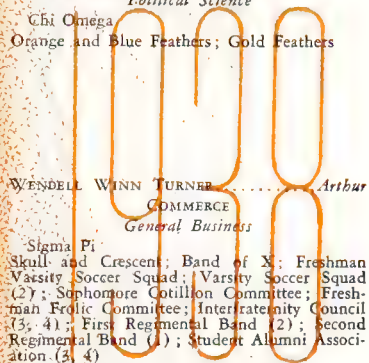 Political Science
Chi Omega
Orange and Blue Feathers; Gold Feathers
1938
WENDELL WINN TURNER..........Arthur
COMMERCE
General Business
Sigma Pi
Skull and Crescent; Band of X; Freshman
Varsity Soccer Squad; Varsity Soccer Squad
(2); Sophomore Cotillion Committee; Fresh-
man Frolic Committee; Interfraternity Council
(3, 4); First Regimental Band (2); Second
Regimental Band (1); Student Alumni Associ-
ation (3, 4)